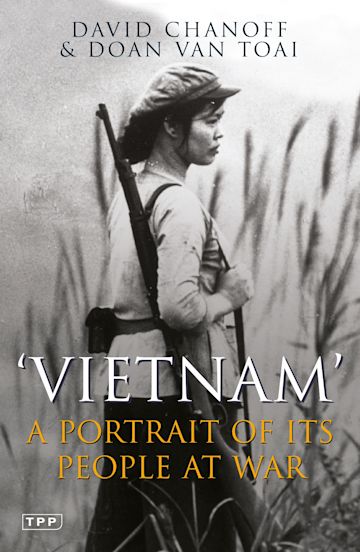 DAVID CHANOFF
& DOAN VAN TOAI
‘VIETNAM’
A PORTRAIT OF ITS
PEOPLE AT WAR
TPP